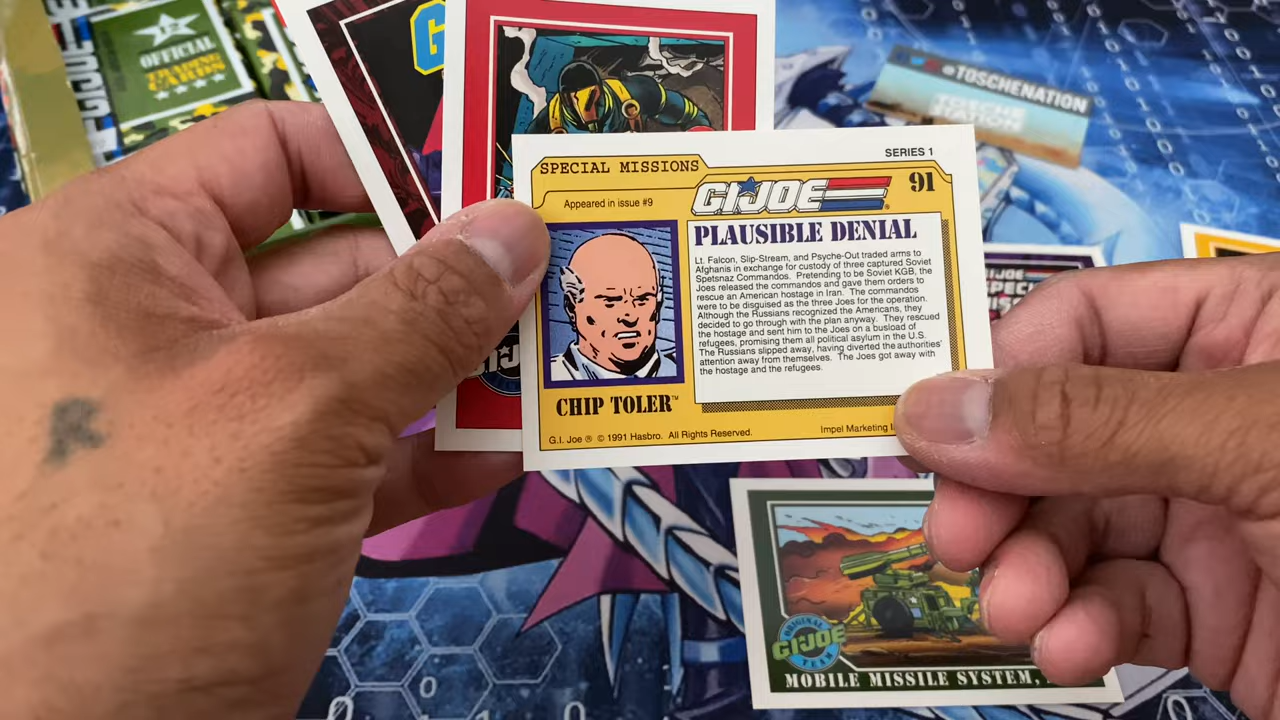 OFFICIAL
TRADING
CARDS
G
@TOSCHENATION
TOSCHE
STATION
SERIES 1
SPECIAL MISSIONS
GI JOE
91
Appeared in issue #9
PLAUSIBLE DENIAL
Lt. Falcon, Slip-Stream, and Psyche-Out traded arms to
Afghanis in exchange for custody of three captured Soviet
Spetsnaz Commandos. Pretending to be Soviet KGB, the
Joes released the commandos and gave them orders to
rescue an American hostage in Iran. The commandos
were to be disguised as the three Joes for the operation.
Although the Russians recognized the Americans, they
decided to go through with the plan anyway. They rescued
the hostage and sent him to the Joes on a busload of
refugees, promising them all political asylum in the U.S.
The Russians slipped away, having diverted the authorities'
attention away from themselves. The Joes got away with
the hostage and the refugees.
CHIP TOLER™
G.I. Joe ® © 1991 Hasbro. All Rights Reserved.
Impel Marketing
GI JOE
ORIGINAL
GI JOE
TEAM
MOBILE MISSILE SYSTEM,